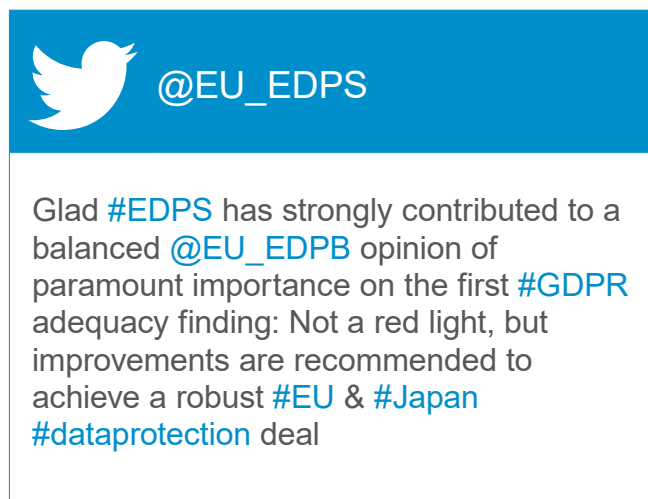 @EU_EDPS
Glad #EDPS has strongly contributed to a
balanced @EU_EDPB opinion of
paramount importance on the first #GDPR
adequacy finding: Not a red light, but
improvements are recommended to
achieve a robust #EU & #Japan
#dataprotection deal